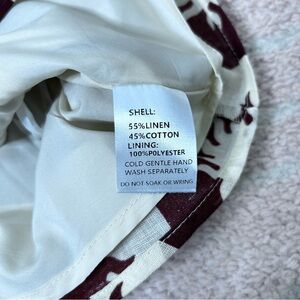 SHELL:
55%LINEN
45%COTTON
LINING:
100%POLYESTER
COLD GENTLE HAND
WASH SEPARATELY
DO NOT SOAK OR WRING